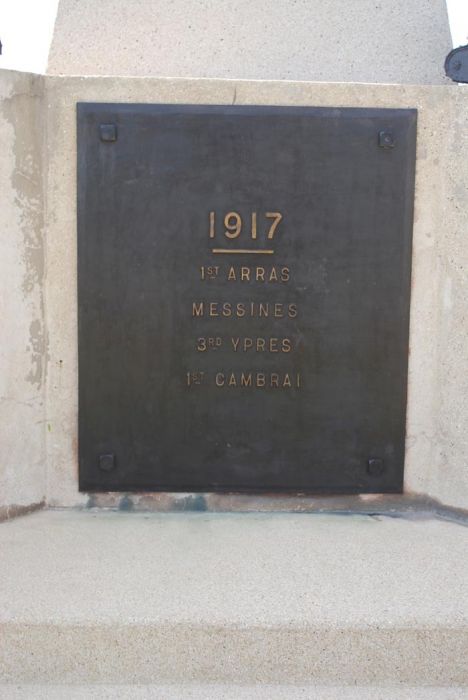 1917
1ST ARRAS
MESSINES
3RD YPRES
1ST CAMBRAI